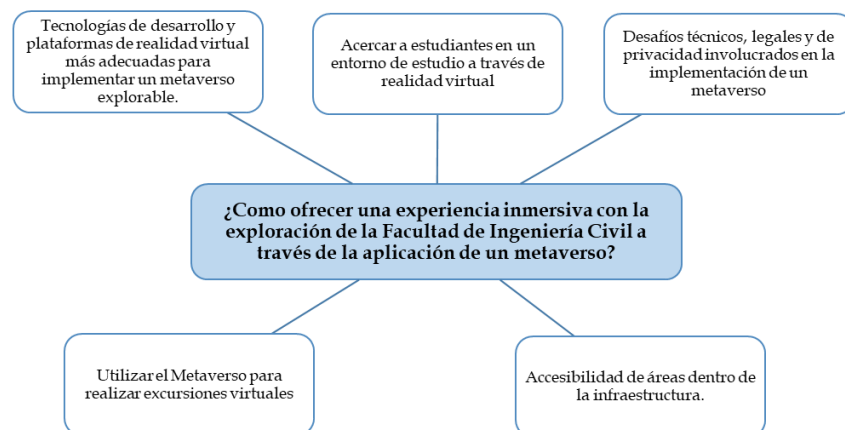 Tecnologías de desarrollo y
plataformas de realidad virtual
más adecuadas para
implementar un metaverso
explorable.
Acercar a estudiantes en un
entorno de estudio a través de
realidad virtual
Desafíos técnicos, legales y de
privacidad involucrados en la
implementación de un
metaverso
¿Como ofrecer una experiencia inmersiva con la
exploración de la Facultad de Ingeniería Civil a
través de la aplicación de un metaverso?
Utilizar el Metaverso para
realizar excursiones virtuales
Accesibilidad de áreas dentro de
la infraestructura.